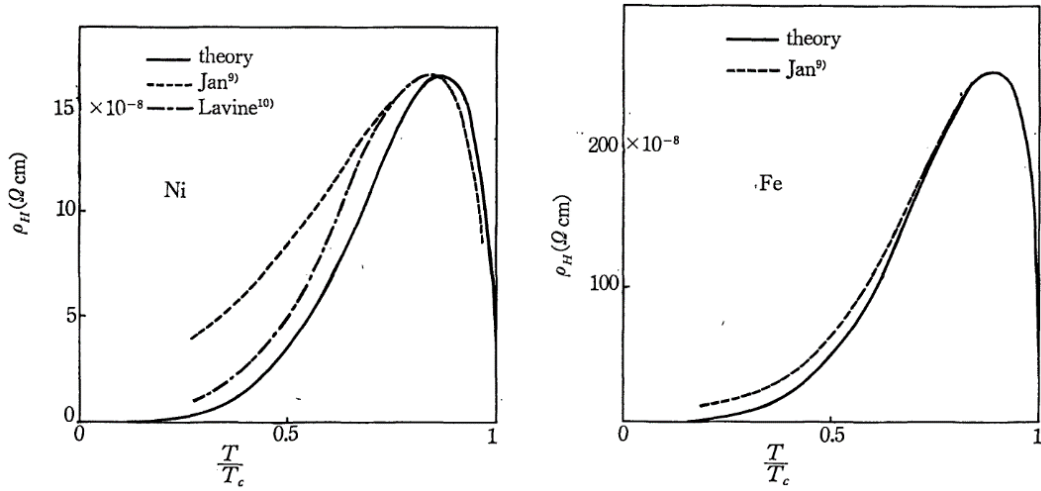 theory
Jan⁹⁾
15
×10⁻⁸
Lavine¹⁰⁾
Ni
10
ρ_H(Ω cm)
5
0
0
0.5
1
T
T_c
theory
Jan⁹⁾
200
×10⁻⁸
Fe
ρ_H(Ω cm)
100
0
0.5
1
T
T_c